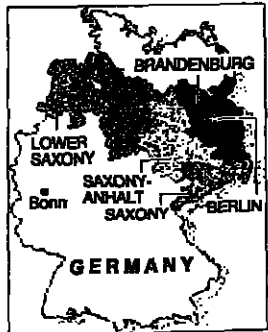 BRANDENBURG
LOWER
SAXONY
SAXONY-
ANHALT
SAXONY
BERLIN
Bonn
GERMANY